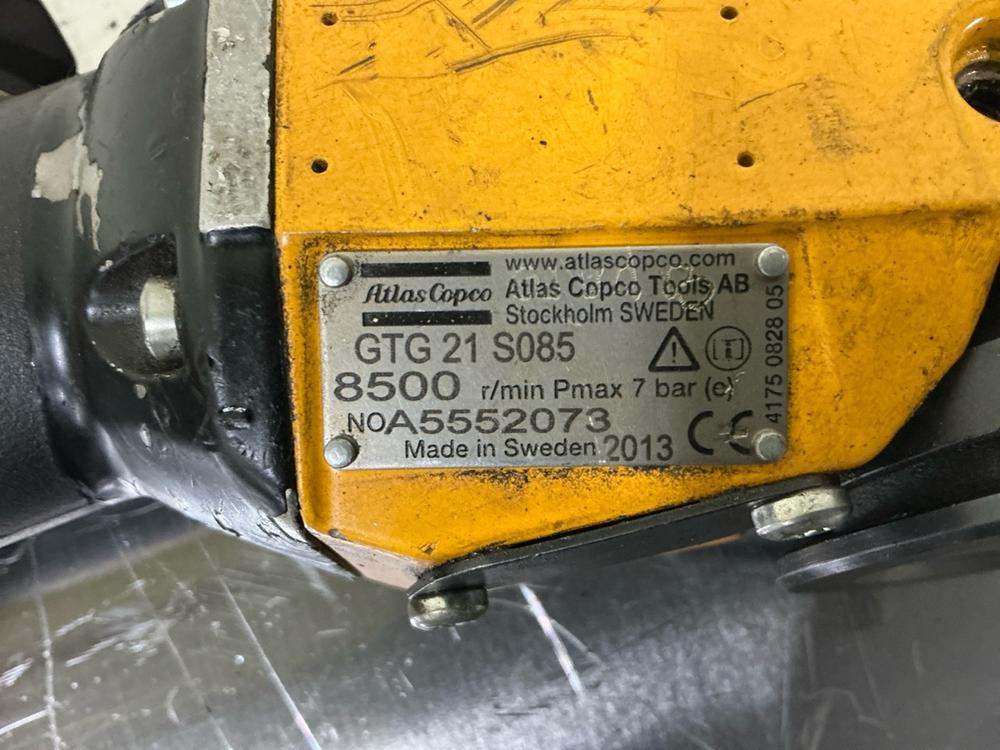 www.atlascopco.com
Atlas Copco Atlas Copco Tools AB
Stockholm SWEDEN
GTG 21 S085
8500 r/min Pmax 7 bar (e)
NO A5552073
Made in Sweden 2013
CE
4175 0828 05